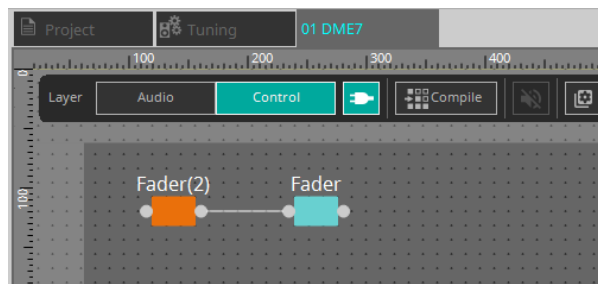 Project Tuning 01 DME7
100 200 300 400
0
Layer Audio Control Compile
100
Fader(2) Fader